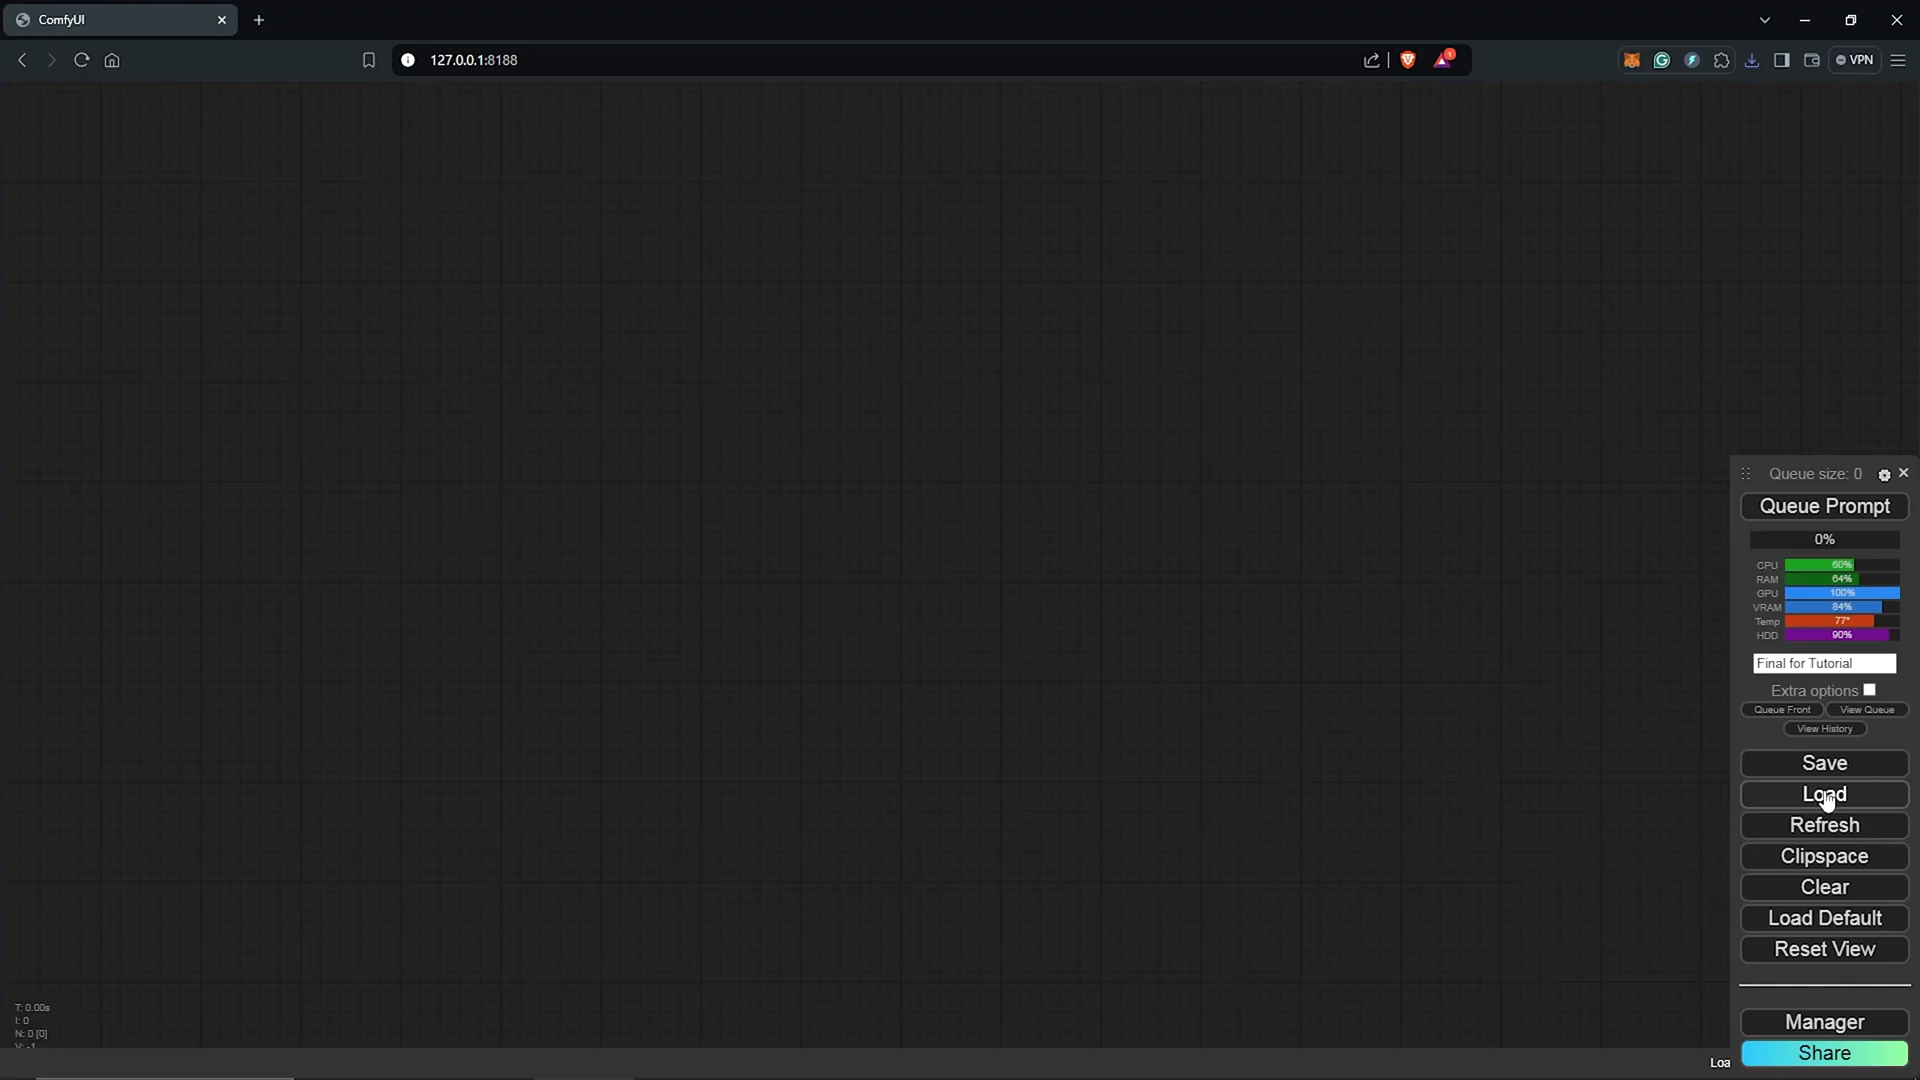 ComfyUI
127.0.0.1:8188
1
VPN
Queue size: 0
Queue Prompt
0%
CPU 60%
RAM 64%
GPU 100%
VRAM 84%
Temp 77°
HDD 90%
Final for Tutorial
Extra options
Queue Front View Queue
View History
Save
Load
Refresh
Clipspace
Clear
Load Default
Reset View
T: 0.00s
I: 0
N: 0 [0]
V: -1
Manager
Loa
Share